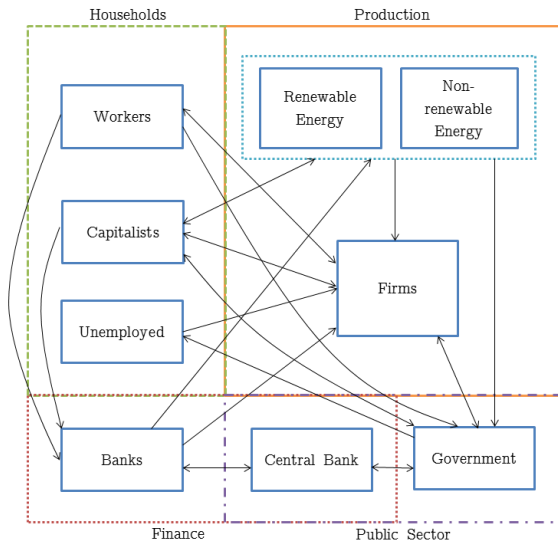 Households
Production
Renewable
Energy
Non-
renewable
Energy
Workers
Capitalists
Firms
Unemployed
Banks
Central Bank
Government
Finance
Public Sector